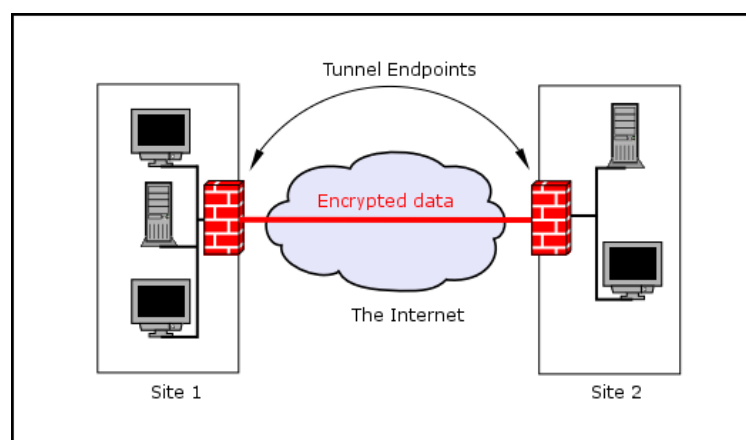 Tunnel Endpoints
Encrypted data
The Internet
Site 1
Site 2